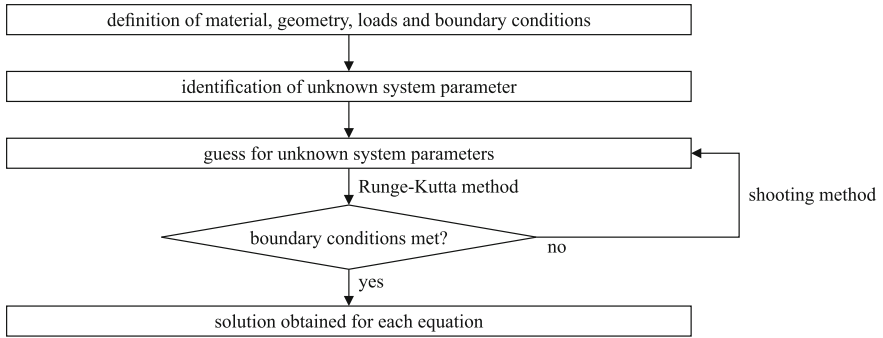 definition of material, geometry, loads and boundary conditions
identification of unknown system parameter
guess for unknown system parameters
Runge-Kutta method
shooting method
boundary conditions met?
no
yes
solution obtained for each equation